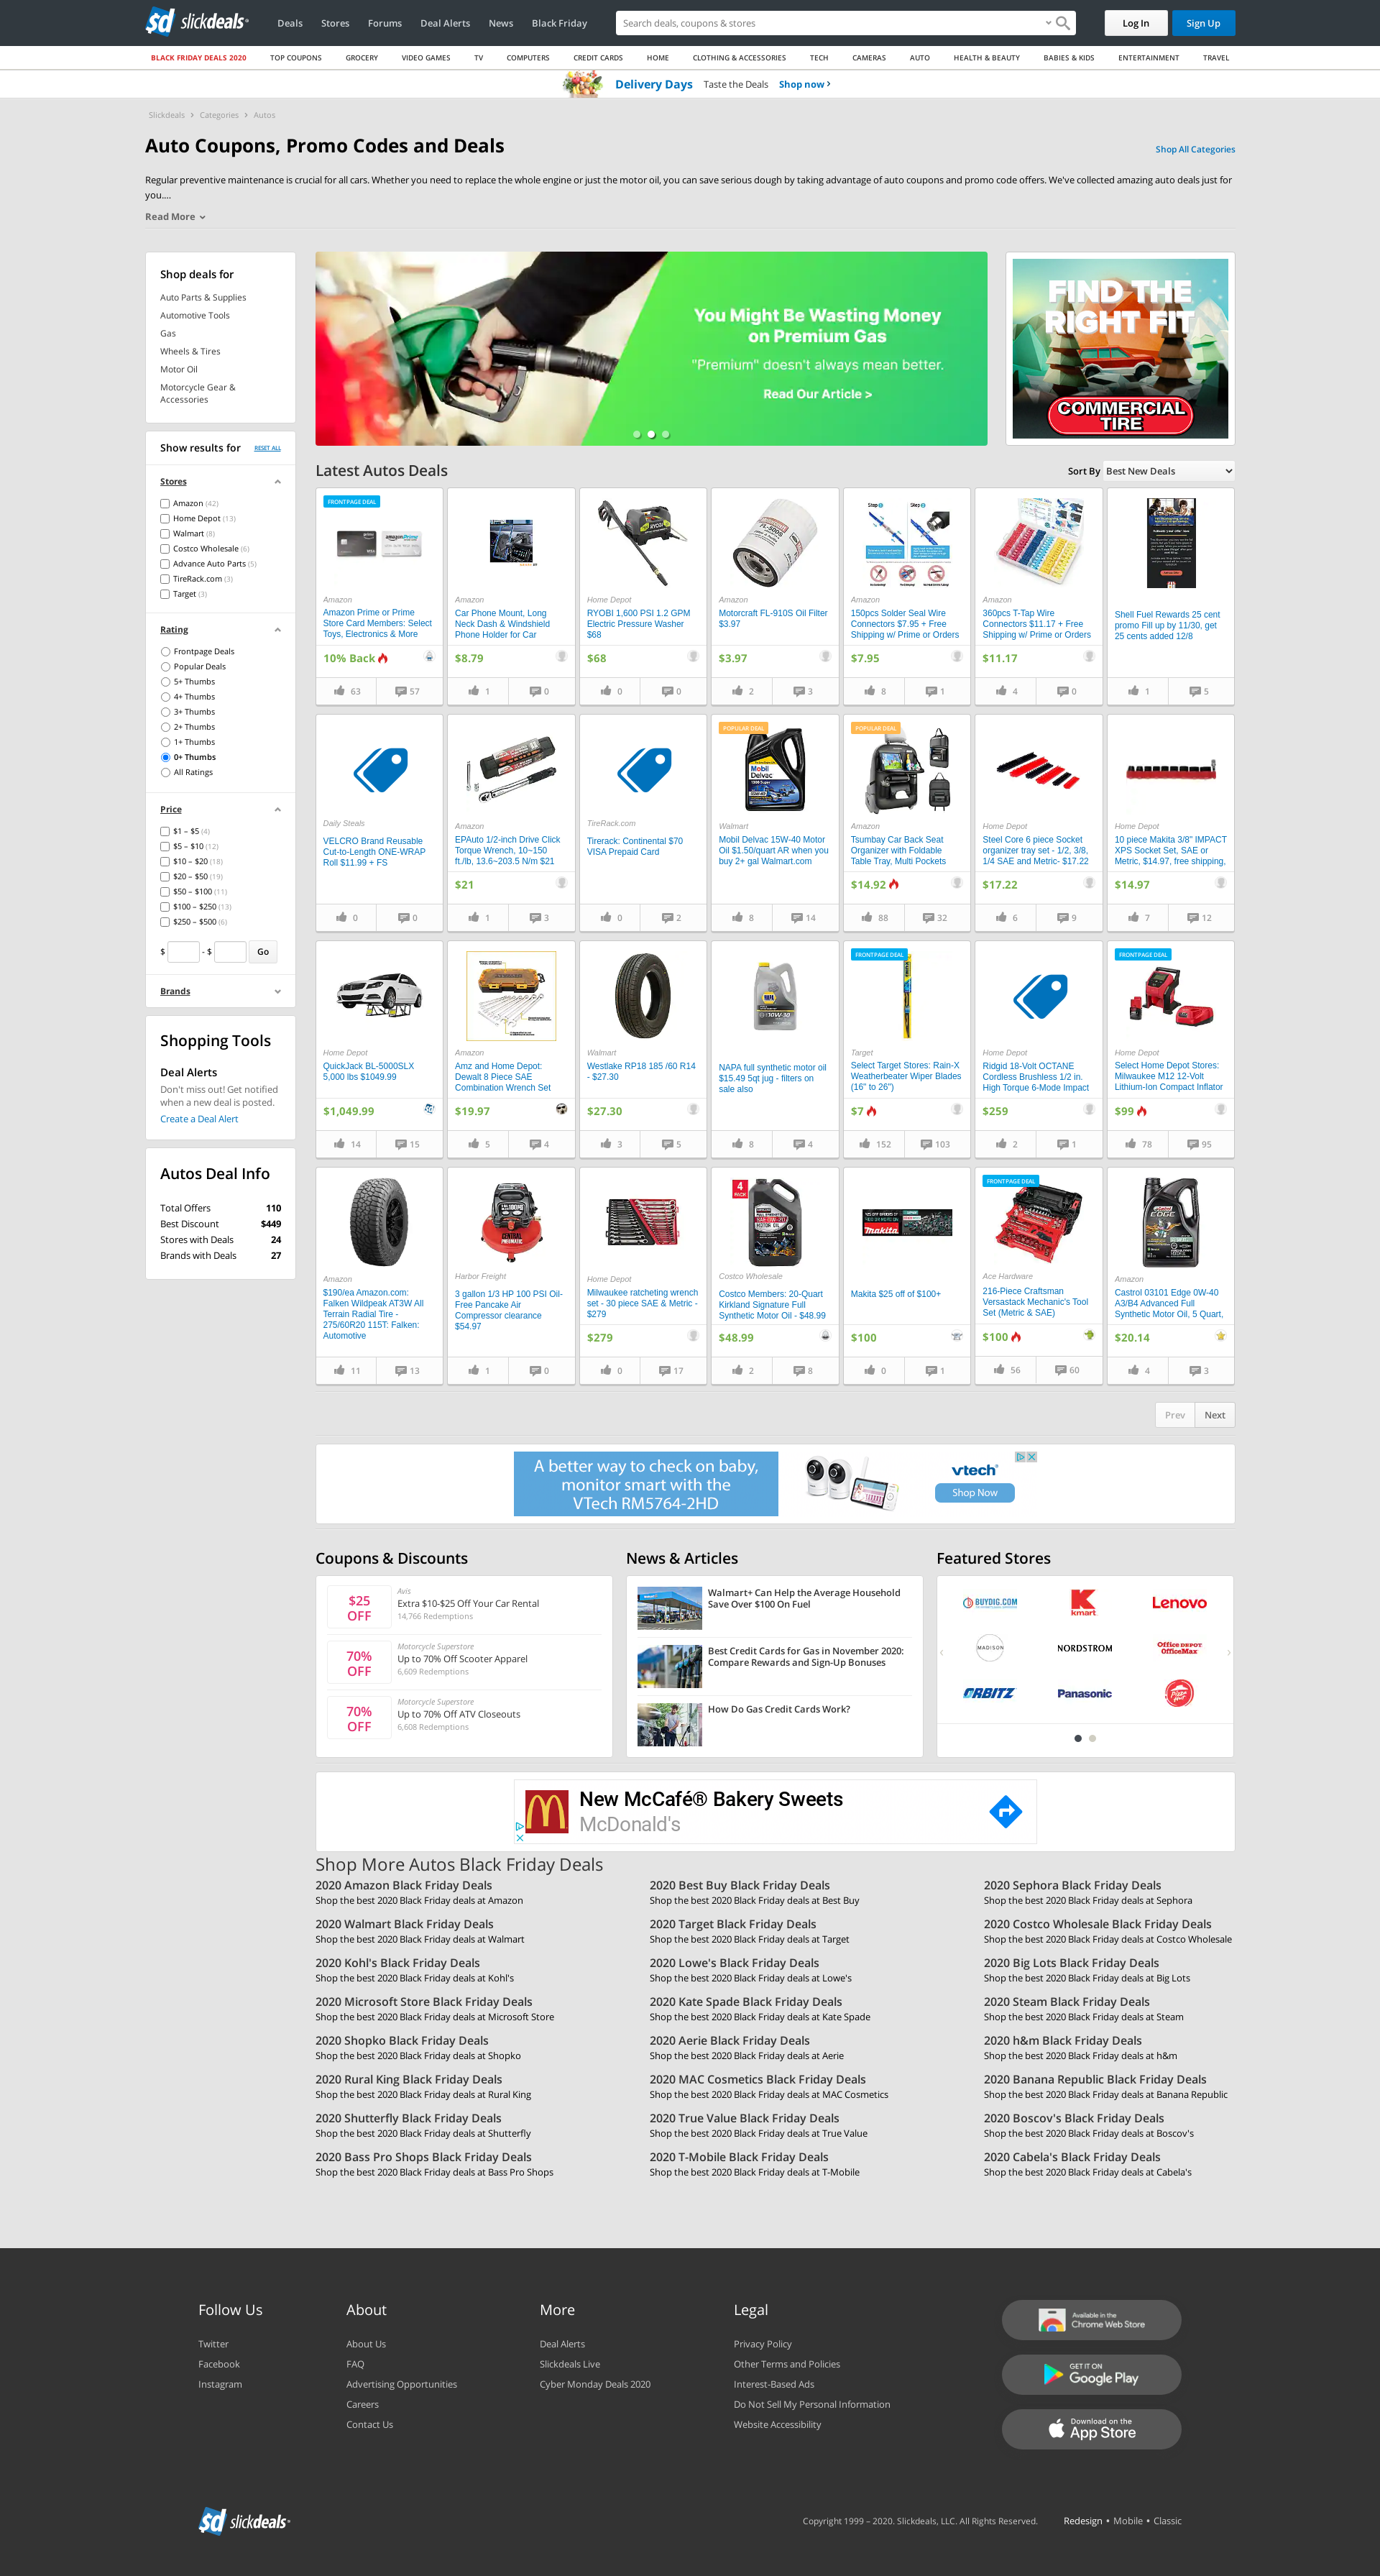 sd slickdeals
Deals Stores Forums Deal Alerts News Black Friday
Search deals, coupons & stores
Log In
Sign Up
BLACK FRIDAY DEALS 2020 TOP COUPONS GROCERY VIDEO GAMES TV COMPUTERS CREDIT CARDS HOME CLOTHING & ACCESSORIES TECH CAMERAS AUTO HEALTH & BEAUTY BABIES & KIDS ENTERTAINMENT TRAVEL
Delivery Days Taste the Deals Shop now
Slickdeals › Categories › Autos
Auto Coupons, Promo Codes and Deals
Shop All Categories
Regular preventive maintenance is crucial for all cars. Whether you need to replace the whole engine or just the motor oil, you can save serious dough by taking advantage of auto coupons and promo code offers. We've collected amazing auto deals just for
you....
Read More
Shop deals for
Auto Parts & Supplies
Automotive Tools
Gas
Wheels & Tires
Motor Oil
Motorcycle Gear &
Accessories
Show results for RESET ALL
Stores
Amazon (42)
Home Depot (13)
Walmart (8)
Costco Wholesale (6)
Advance Auto Parts (5)
TireRack.com (3)
Target (3)
Rating
Frontpage Deals
Popular Deals
5+ Thumbs
4+ Thumbs
3+ Thumbs
2+ Thumbs
1+ Thumbs
0+ Thumbs
All Ratings
Price
$1 – $5 (4)
$5 – $10 (12)
$10 – $20 (18)
$20 – $50 (19)
$50 – $100 (11)
$100 – $250 (13)
$250 – $500 (6)
$ - $ Go
Brands
Shopping Tools
Deal Alerts
Don't miss out! Get notified
when a new deal is posted.
Create a Deal Alert
Autos Deal Info
Total Offers 110
Best Discount $449
Stores with Deals 24
Brands with Deals 27
You Might Be Wasting Money
on Premium Gas
"Premium" doesn't always mean better.
Read Our Article >
FIND THE
RIGHT FIT
COMMERCIAL
TIRE
Latest Autos Deals
Sort By Best New Deals
FRONTPAGE DEAL
Amazon
Amazon Prime or Prime
Store Card Members: Select
Toys, Electronics & More
10% Back
63 57
Amazon
Car Phone Mount, Long
Neck Dash & Windshield
Phone Holder for Car
$8.79
1 0
Home Depot
RYOBI 1,600 PSI 1.2 GPM
Electric Pressure Washer
$68
$68
0 0
Amazon
Motorcraft FL-910S Oil Filter
$3.97
$3.97
2 3
Amazon
150pcs Solder Seal Wire
Connectors $7.95 + Free
Shipping w/ Prime or Orders
$7.95
8 1
Amazon
360pcs T-Tap Wire
Connectors $11.17 + Free
Shipping w/ Prime or Orders
$11.17
4 0
Shell Fuel Rewards 25 cent
promo Fill up by 11/30, get
25 cents added 12/8
1 5
Daily Steals
VELCRO Brand Reusable
Cut-to-Length ONE-WRAP
Roll $11.99 + FS
0 0
Amazon
EPAuto 1/2-inch Drive Click
Torque Wrench, 10~150
ft./lb, 13.6~203.5 N/m $21
$21
1 3
TireRack.com
Tirerack: Continental $70
VISA Prepaid Card
0 2
POPULAR DEAL
Mobil
Delvac
Walmart
Mobil Delvac 15W-40 Motor
Oil $1.50/quart AR when you
buy 2+ gal Walmart.com
8 14
POPULAR DEAL
Amazon
Tsumbay Car Back Seat
Organizer with Foldable
Table Tray, Multi Pockets
$14.92
88 32
Home Depot
Steel Core 6 piece Socket
organizer tray set - 1/2, 3/8,
1/4 SAE and Metric- $17.22
$17.22
6 9
Home Depot
10 piece Makita 3/8" IMPACT
XPS Socket Set, SAE or
Metric, $14.97, free shipping,
$14.97
7 12
Home Depot
QuickJack BL-5000SLX
5,000 lbs $1049.99
$1,049.99
14 15
Amazon
Amz and Home Depot:
Dewalt 8 Piece SAE
Combination Wrench Set
$19.97
5 4
Walmart
Westlake RP18 185 /60 R14
- $27.30
$27.30
3 5
NAPA full synthetic motor oil
$15.49 5qt jug - filters on
sale also
8 4
FRONTPAGE DEAL
Target
Select Target Stores: Rain-X
Weatherbeater Wiper Blades
(16" to 26")
$7
152 103
Home Depot
Ridgid 18-Volt OCTANE
Cordless Brushless 1/2 in.
High Torque 6-Mode Impact
$259
2 1
FRONTPAGE DEAL
Home Depot
Select Home Depot Stores:
Milwaukee M12 12-Volt
Lithium-Ion Compact Inflator
$99
78 95
Amazon
$190/ea Amazon.com:
Falken Wildpeak AT3W All
Terrain Radial Tire -
275/60R20 115T: Falken:
Automotive
11 13
Harbor Freight
3 gallon 1/3 HP 100 PSI Oil-
Free Pancake Air
Compressor clearance
$54.97
1 0
Home Depot
Milwaukee ratcheting wrench
set - 30 piece SAE & Metric -
$279
$279
0 17
4
PACK
Costco Wholesale
Costco Members: 20-Quart
Kirkland Signature Full
Synthetic Motor Oil - $48.99
$48.99
2 8
makita
Makita $25 off of $100+
$100
0 1
FRONTPAGE DEAL
Ace Hardware
216-Piece Craftsman
Versastack Mechanic's Tool
Set (Metric & SAE)
$100
56 60
EDGE
Amazon
Castrol 03101 Edge 0W-40
A3/B4 Advanced Full
Synthetic Motor Oil, 5 Quart,
$20.14
4 3
Prev Next
A better way to check on baby,
monitor smart with the
VTech RM5764-2HD
vtech
Shop Now
Coupons & Discounts
$25
OFF
Avis
Extra $10-$25 Off Your Car Rental
14,766 Redemptions
70%
OFF
Motorcycle Superstore
Up to 70% Off Scooter Apparel
6,609 Redemptions
70%
OFF
Motorcycle Superstore
Up to 70% Off ATV Closeouts
6,608 Redemptions
News & Articles
Walmart+ Can Help the Average Household
Save Over $100 On Fuel
Best Credit Cards for Gas in November 2020:
Compare Rewards and Sign-Up Bonuses
How Do Gas Credit Cards Work?
Featured Stores
BUYDIG.COM
kmart
Lenovo
MADISON
NORDSTROM
Office DEPOT
OfficeMax
ORBITZ
Panasonic
Pizza Hut
New McCafé® Bakery Sweets
McDonald's
Shop More Autos Black Friday Deals
2020 Amazon Black Friday Deals
Shop the best 2020 Black Friday deals at Amazon
2020 Best Buy Black Friday Deals
Shop the best 2020 Black Friday deals at Best Buy
2020 Sephora Black Friday Deals
Shop the best 2020 Black Friday deals at Sephora
2020 Walmart Black Friday Deals
Shop the best 2020 Black Friday deals at Walmart
2020 Target Black Friday Deals
Shop the best 2020 Black Friday deals at Target
2020 Costco Wholesale Black Friday Deals
Shop the best 2020 Black Friday deals at Costco Wholesale
2020 Kohl's Black Friday Deals
Shop the best 2020 Black Friday deals at Kohl's
2020 Lowe's Black Friday Deals
Shop the best 2020 Black Friday deals at Lowe's
2020 Big Lots Black Friday Deals
Shop the best 2020 Black Friday deals at Big Lots
2020 Microsoft Store Black Friday Deals
Shop the best 2020 Black Friday deals at Microsoft Store
2020 Kate Spade Black Friday Deals
Shop the best 2020 Black Friday deals at Kate Spade
2020 Steam Black Friday Deals
Shop the best 2020 Black Friday deals at Steam
2020 Shopko Black Friday Deals
Shop the best 2020 Black Friday deals at Shopko
2020 Aerie Black Friday Deals
Shop the best 2020 Black Friday deals at Aerie
2020 h&m Black Friday Deals
Shop the best 2020 Black Friday deals at h&m
2020 Rural King Black Friday Deals
Shop the best 2020 Black Friday deals at Rural King
2020 MAC Cosmetics Black Friday Deals
Shop the best 2020 Black Friday deals at MAC Cosmetics
2020 Banana Republic Black Friday Deals
Shop the best 2020 Black Friday deals at Banana Republic
2020 Shutterfly Black Friday Deals
Shop the best 2020 Black Friday deals at Shutterfly
2020 True Value Black Friday Deals
Shop the best 2020 Black Friday deals at True Value
2020 Boscov's Black Friday Deals
Shop the best 2020 Black Friday deals at Boscov's
2020 Bass Pro Shops Black Friday Deals
Shop the best 2020 Black Friday deals at Bass Pro Shops
2020 T-Mobile Black Friday Deals
Shop the best 2020 Black Friday deals at T-Mobile
2020 Cabela's Black Friday Deals
Shop the best 2020 Black Friday deals at Cabela's
Follow Us
Twitter
Facebook
Instagram
About
About Us
FAQ
Advertising Opportunities
Careers
Contact Us
More
Deal Alerts
Slickdeals Live
Cyber Monday Deals 2020
Legal
Privacy Policy
Other Terms and Policies
Interest-Based Ads
Do Not Sell My Personal Information
Website Accessibility
Available in the
Chrome Web Store
GET IT ON
Google Play
Download on the
App Store
sd slickdeals
Copyright 1999 – 2020. Slickdeals, LLC. All Rights Reserved.
Redesign • Mobile • Classic